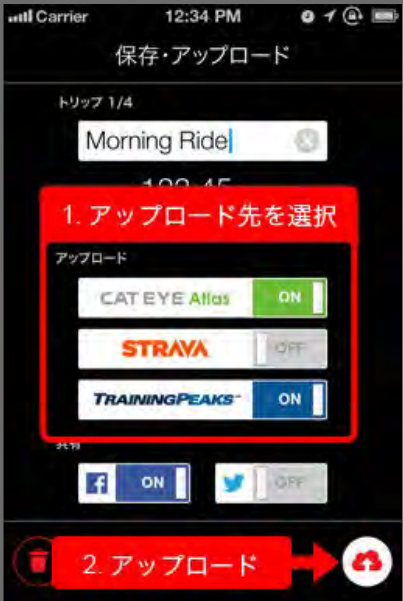 Carrier 12:34 PM
保存・アップロード
トリップ 1/4
Morning Ride
1. アップロード先を選択
アップロード
CAT EYE Atlas ON
STRAVA OFF
TRAININGPEAKS ON
共有
ON OFF
2. アップロード